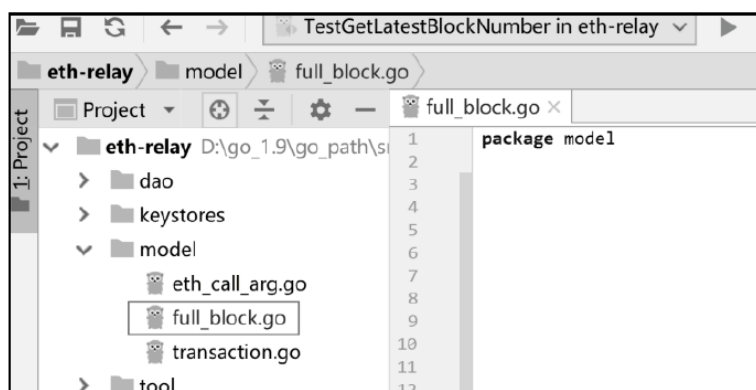 TestGetLatestBlockNumber in eth-relay
eth-relay model full_block.go
1: Project
Project
full_block.go
eth-relay D:\go_1.9\go_path\s
dao
keystores
model
eth_call_arg.go
full_block.go
transaction.go
tool
1 package model
2
3
4
5
6
7
8
9
10
11
12